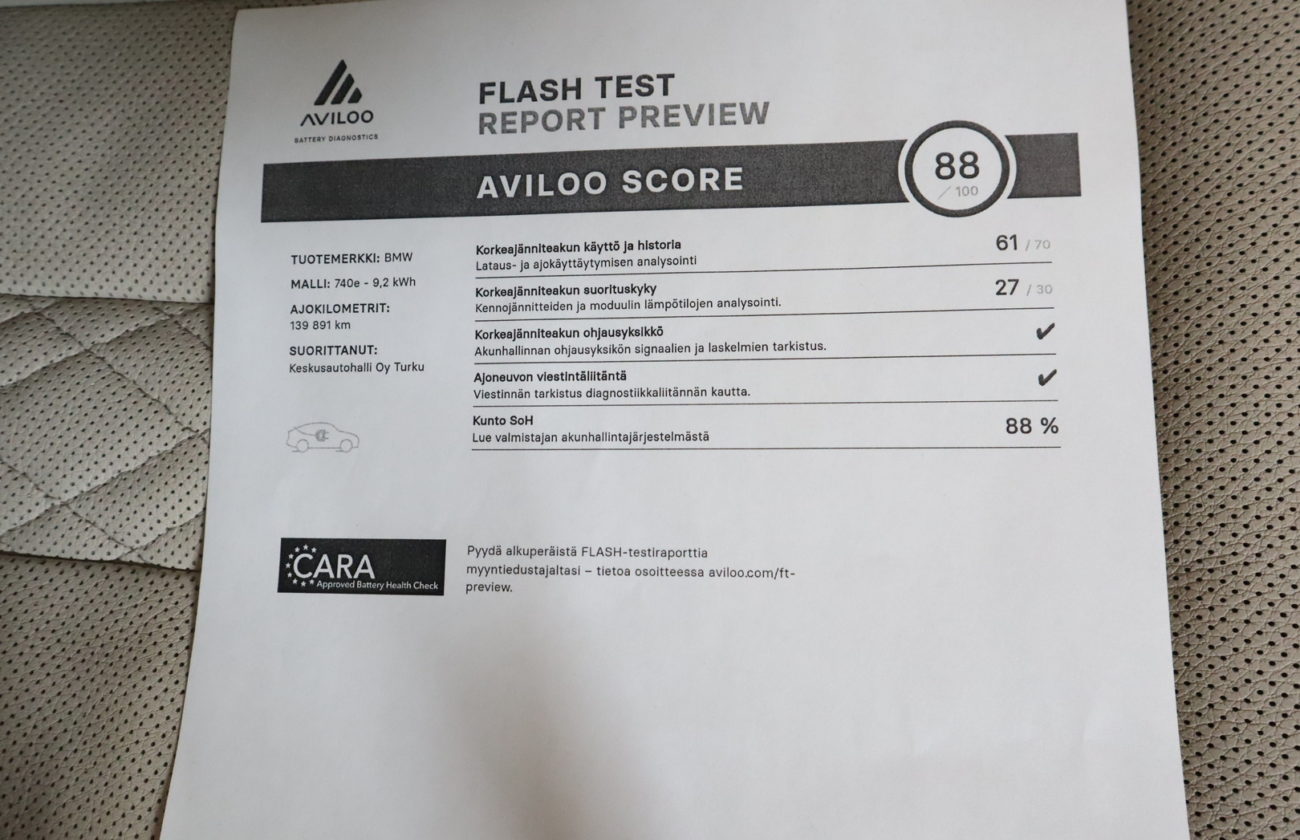 AVILOO
BATTERY DIAGNOSTICS
FLASH TEST
REPORT PREVIEW
AVILOO SCORE
88
/ 100
TUOTEMERKKI: BMW
MALLI: 740e - 9,2 kWh
AJOKILOMETRIT:
139 891 km
SUORITTANUT:
Keskusautohalli Oy Turku
Korkeajänniteakun käyttö ja historia
61 / 70
Lataus- ja ajokäyttäytymisen analysointi
Korkeajänniteakun suorituskyky
27 / 30
Kennojännitteiden ja moduulin lämpötilojen analysointi.
Korkeajänniteakun ohjausyksikkö
✔
Akunhallinnan ohjausyksikön signaalien ja laskelmien tarkistus.
Ajoneuvon viestintäliitäntä
✔
Viestinnän tarkistus diagnostiikkaliitännän kautta.
Kunto SoH
88 %
Lue valmistajan akunhallintajärjestelmästä
CARA
Approved Battery Health Check
Pyydä alkuperäistä FLASH-testiraporttia
myyntiedustajaltasi – tietoa osoitteessa aviloo.com/ft-
preview.